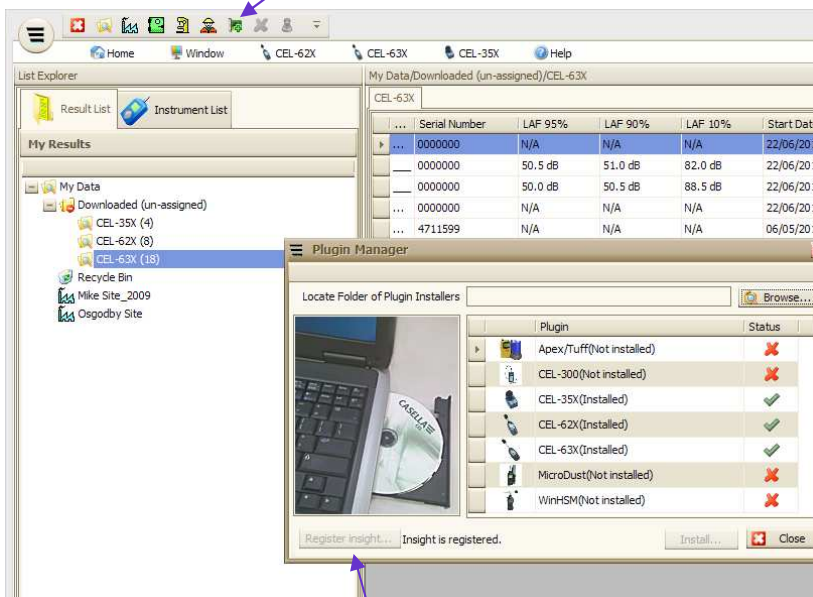 Home Window CEL-62X CEL-63X CEL-35X Help
List Explorer
Result List Instrument List
My Results
My Data
Downloaded (un-assigned)
CEL-35X (4)
CEL-62X (8)
CEL-63X (18)
Recycle Bin
Mike Site_2009
Osgodby Site
My Data/Downloaded (un-assigned)/CEL-63X
CEL-63X
... Serial Number LAF 95% LAF 90% LAF 10% Start Dat
... 0000000 N/A N/A N/A 22/06/20
0000000 50.5 dB 51.0 dB 82.0 dB 22/06/20
0000000 50.0 dB 50.5 dB 88.5 dB 22/06/20
... 0000000 N/A N/A N/A 22/06/20
... 4711599 N/A N/A N/A 06/05/20
Plugin Manager
Locate Folder of Plugin Installers Browse...
CASELLA
Plugin Status
Apex/Tuff(Not installed)
CEL-300(Not installed)
CEL-35X(Installed)
CEL-62X(Installed)
CEL-63X(Installed)
MicroDust(Not installed)
WinHSM(Not installed)
Register insight... Insight is registered. Install... Close